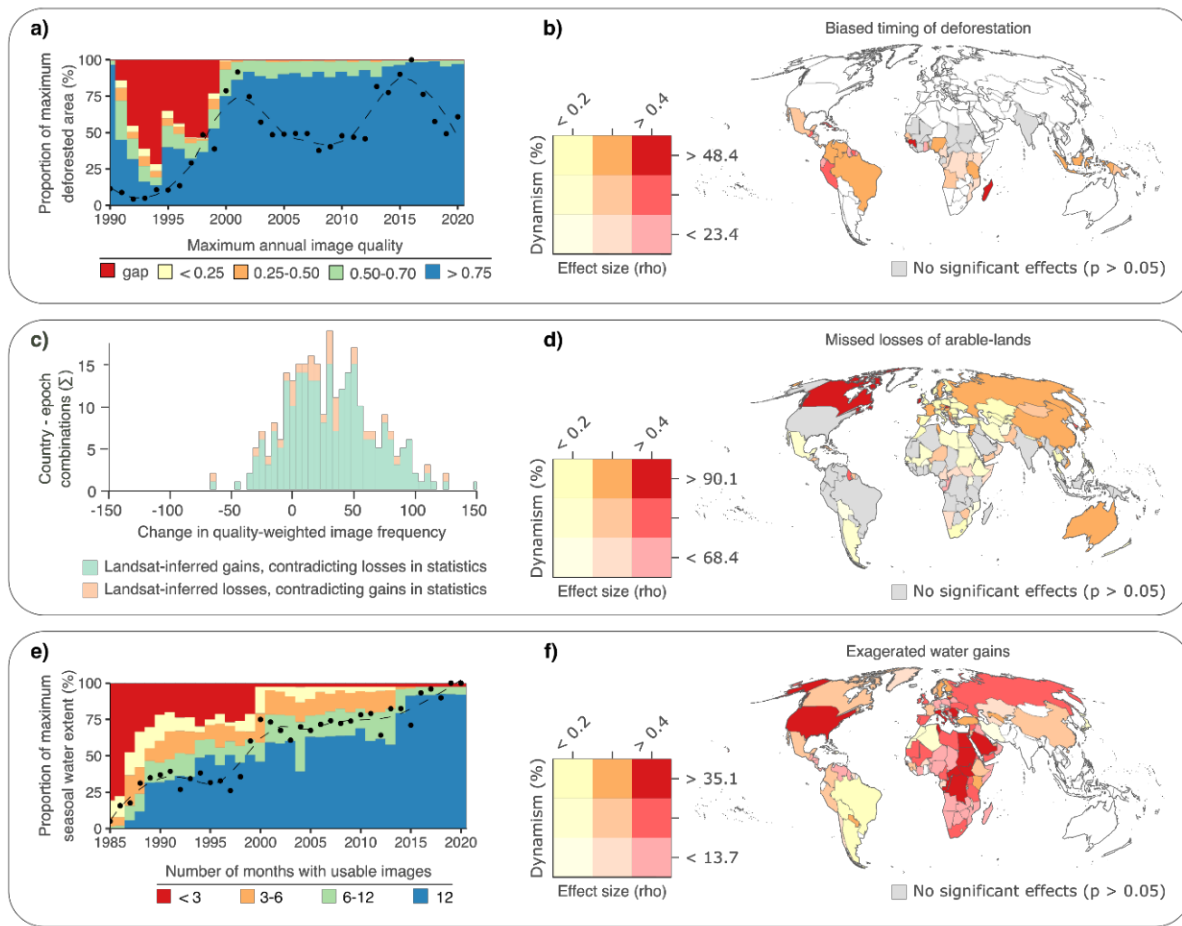 a)
Proportion of maximum
deforested area (%)
100
75
50
25
0
1990
1995
2000
2005
2010
2015
2020
Maximum annual image quality
gap
< 0.25
0.25-0.50
0.50-0.70
> 0.75
b)
Biased timing of deforestation
< 0.2
> 0.4
Dynamism (%)
> 48.4
< 23.4
Effect size (rho)
No significant effects (p > 0.05)
c)
Country - epoch
combinations (Σ)
15
10
5
0
-150
-100
-50
0
50
100
150
Change in quality-weighted image frequency
Landsat-inferred gains, contradicting losses in statistics
Landsat-inferred losses, contradicting gains in statistics
d)
Missed losses of arable-lands
< 0.2
> 0.4
Dynamism (%)
> 90.1
< 68.4
Effect size (rho)
No significant effects (p > 0.05)
e)
Proportion of maximum
seasoal water extent (%)
100
75
50
25
0
1985
1990
1995
2000
2005
2010
2015
2020
Number of months with usable images
< 3
3-6
6-12
12
f)
Exagerated water gains
< 0.2
> 0.4
Dynamism (%)
> 35.1
< 13.7
Effect size (rho)
No significant effects (p > 0.05)